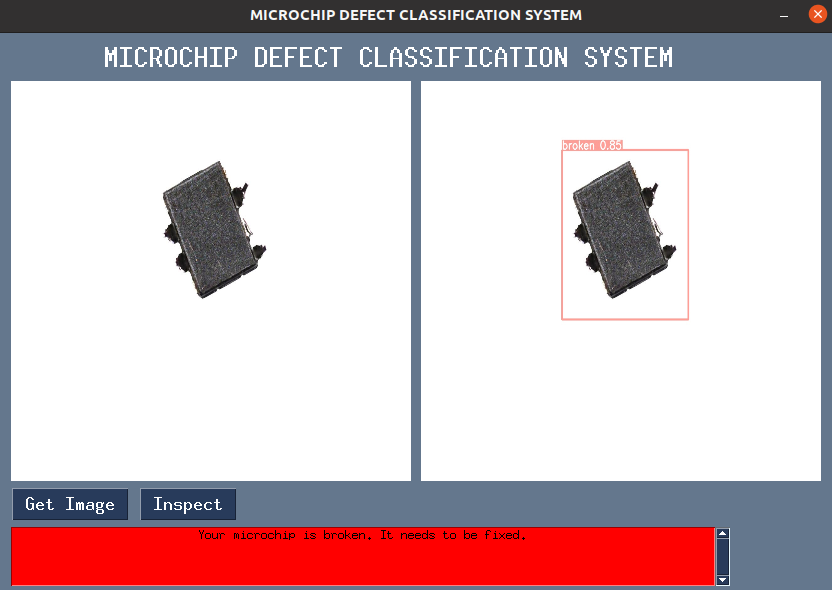 MICROCHIP DEFECT CLASSIFICATION SYSTEM
MICROCHIP DEFECT CLASSIFICATION SYSTEM
broken 0.85
Get Image
Inspect
Your microchip is broken. It needs to be fixed.